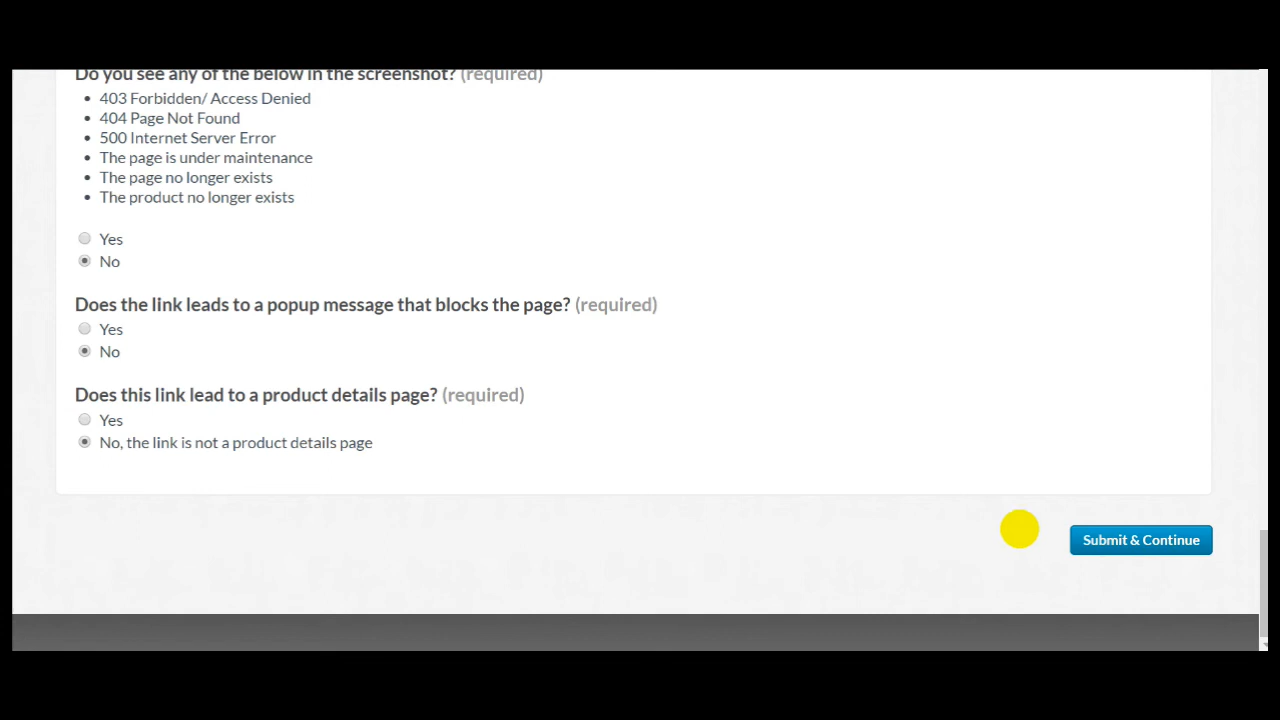 Do you see any of the below in the screenshot? (required)
• 403 Forbidden/ Access Denied
• 404 Page Not Found
• 500 Internet Server Error
• The page is under maintenance
• The page no longer exists
• The product no longer exists
Yes
No
Does the link leads to a popup message that blocks the page? (required)
Yes
No
Does this link lead to a product details page? (required)
Yes
No, the link is not a product details page
Submit & Continue